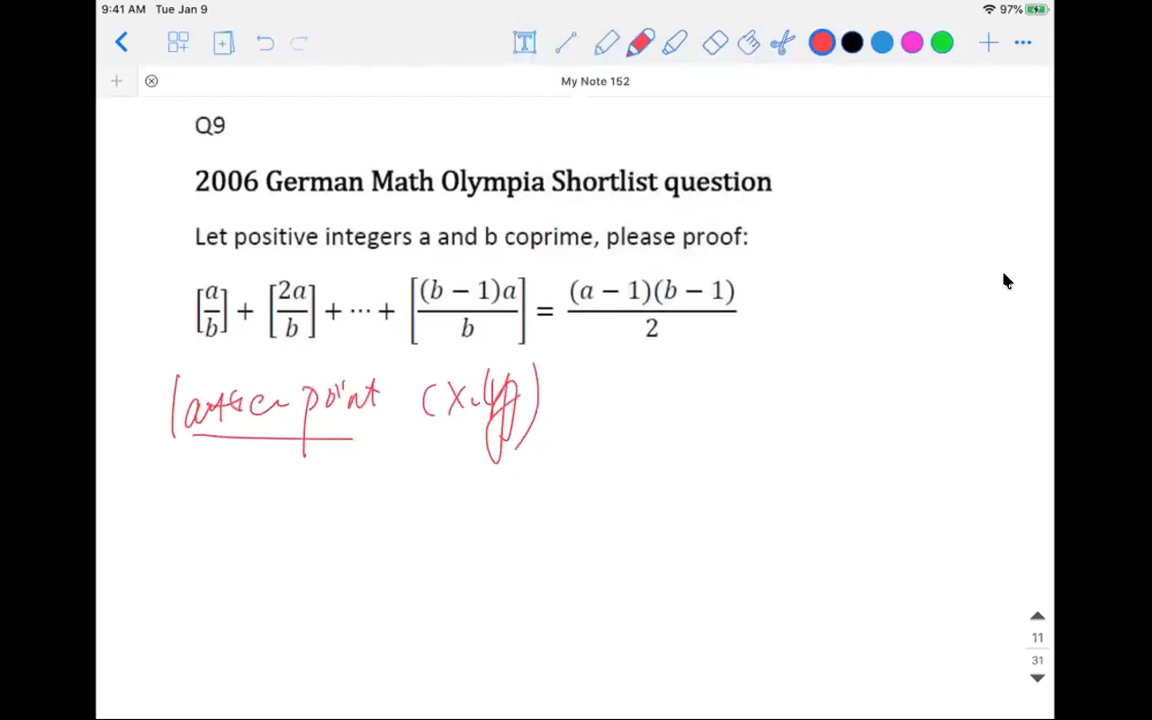 9:41 AM Tue Jan 9
97%
My Note 152
Q9
2006 German Math Olympia Shortlist question
Let positive integers a and b coprime, please proof:
[a/b] + [2a/b] + ⋯ + [(b − 1)a/b] = (a − 1)(b − 1)/2
point (x,y)
11
31